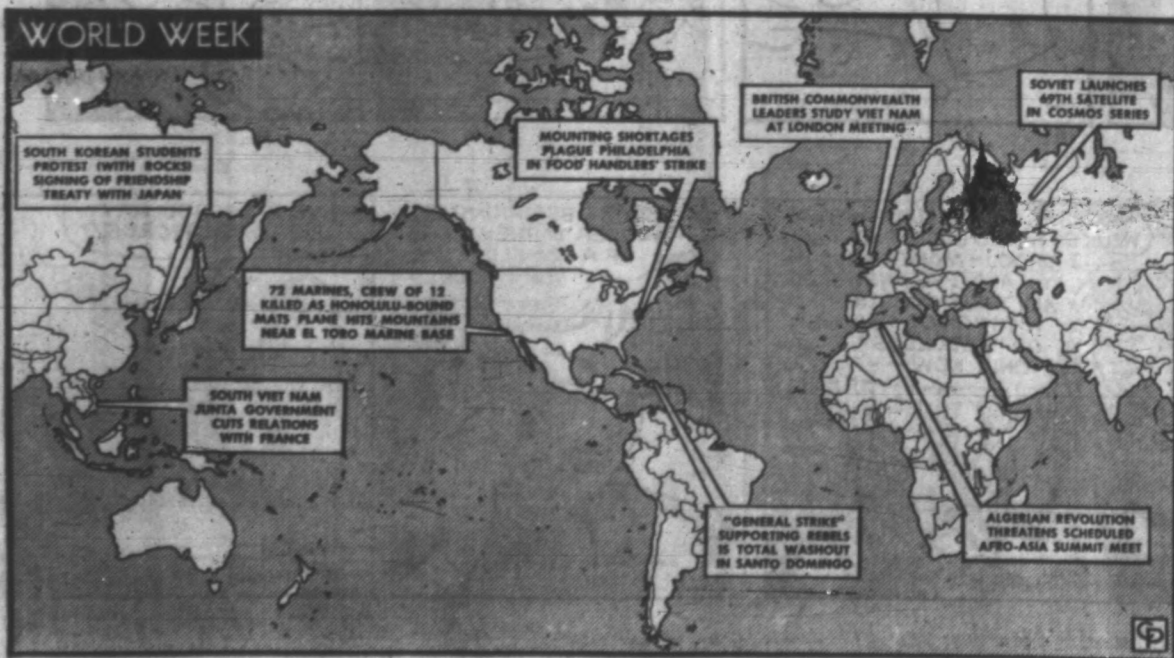 WORLD WEEK
SOUTH KOREAN STUDENTS
PROTEST (WITH ROCKS)
SIGNING OF FRIENDSHIP
TREATY WITH JAPAN
MOUNTING SHORTAGES
PLAGUE PHILADELPHIA
IN FOOD HANDLERS' STRIKE
BRITISH COMMONWEALTH
LEADERS STUDY VIET NAM
AT LONDON MEETING
SOVIET LAUNCHES
69TH SATELLITE
IN COSMOS SERIES
72 MARINES, CREW OF 12
KILLED AS HONOLULU-BOUND
MATS PLANE HITS MOUNTAINS
NEAR EL TORO MARINE BASE
SOUTH VIET NAM
JUNTA GOVERNMENT
CUTS RELATIONS
WITH FRANCE
"GENERAL STRIKE"
SUPPORTING REBELS
IS TOTAL WASHOUT
IN SANTO DOMINGO
ALGERIAN REVOLUTION
THREATENS SCHEDULED
AFRO-ASIA SUMMIT MEET
CP